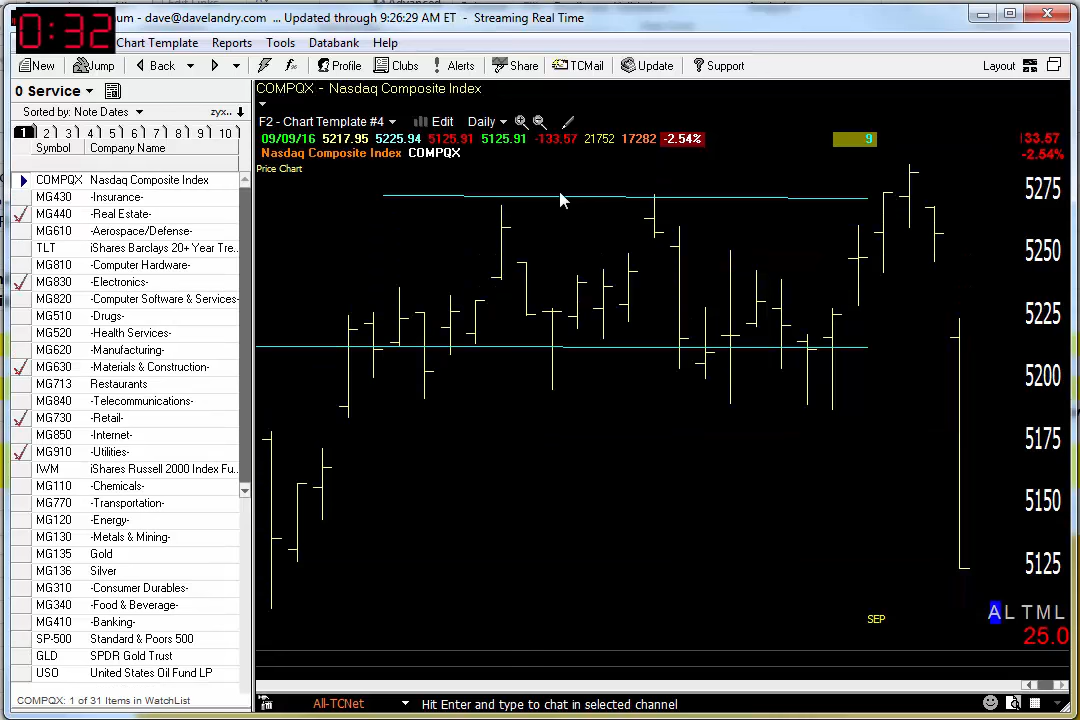 um - dave@davelandry.com ... Updated through 9:26:29 AM ET - Streaming Real Time
0:32
Chart Template Reports Tools Database Help
New Jump Back Profile Clubs Alerts Share TCMail Update Support Layout
0 Service
COMPQX - Nasdaq Composite Index
Sorted by: Note Dates zyx..
F2 - Chart Template #4 Edit Daily
1 2 3 4 5 6 7 8 9 10
09/09/16 5217.95 5225.94 5125.91 5125.91 -133.57 21752 17282 -2.54% 9 133.57
-2.54%
Symbol Company Name
Nasdaq Composite Index COMPQX
Price Chart
COMPQX Nasdaq Composite Index
MG430 -Insurance-
MG440 -Real Estate-
MG610 -Aerospace/Defense-
TLT iShares Barclays 20+ Year Tre..
MG810 -Computer Hardware-
MG830 -Electronics-
MG820 -Computer Software & Services-
MG510 -Drugs-
MG520 -Health Services-
MG620 -Manufacturing-
MG630 -Materials & Construction-
MG713 Restaurants
MG840 -Telecommunications-
MG730 -Retail-
MG850 -Internet-
MG910 -Utilities-
IWM iShares Russell 2000 Index Fu..
MG110 -Chemicals-
MG770 -Transportation-
MG120 -Energy-
MG130 -Metals & Mining-
MG135 Gold
MG136 Silver
MG310 -Consumer Durables-
MG340 -Food & Beverage-
MG410 -Banking-
SP-500 Standard & Poors 500
GLD SPDR Gold Trust
USO United States Oil Fund LP
5275
5250
5225
5200
5175
5150
5125
A L T M L
SEP
25.0
COMPQX: 1 of 31 Items in WatchList
All-TCNet Hit Enter and type to chat in selected channel